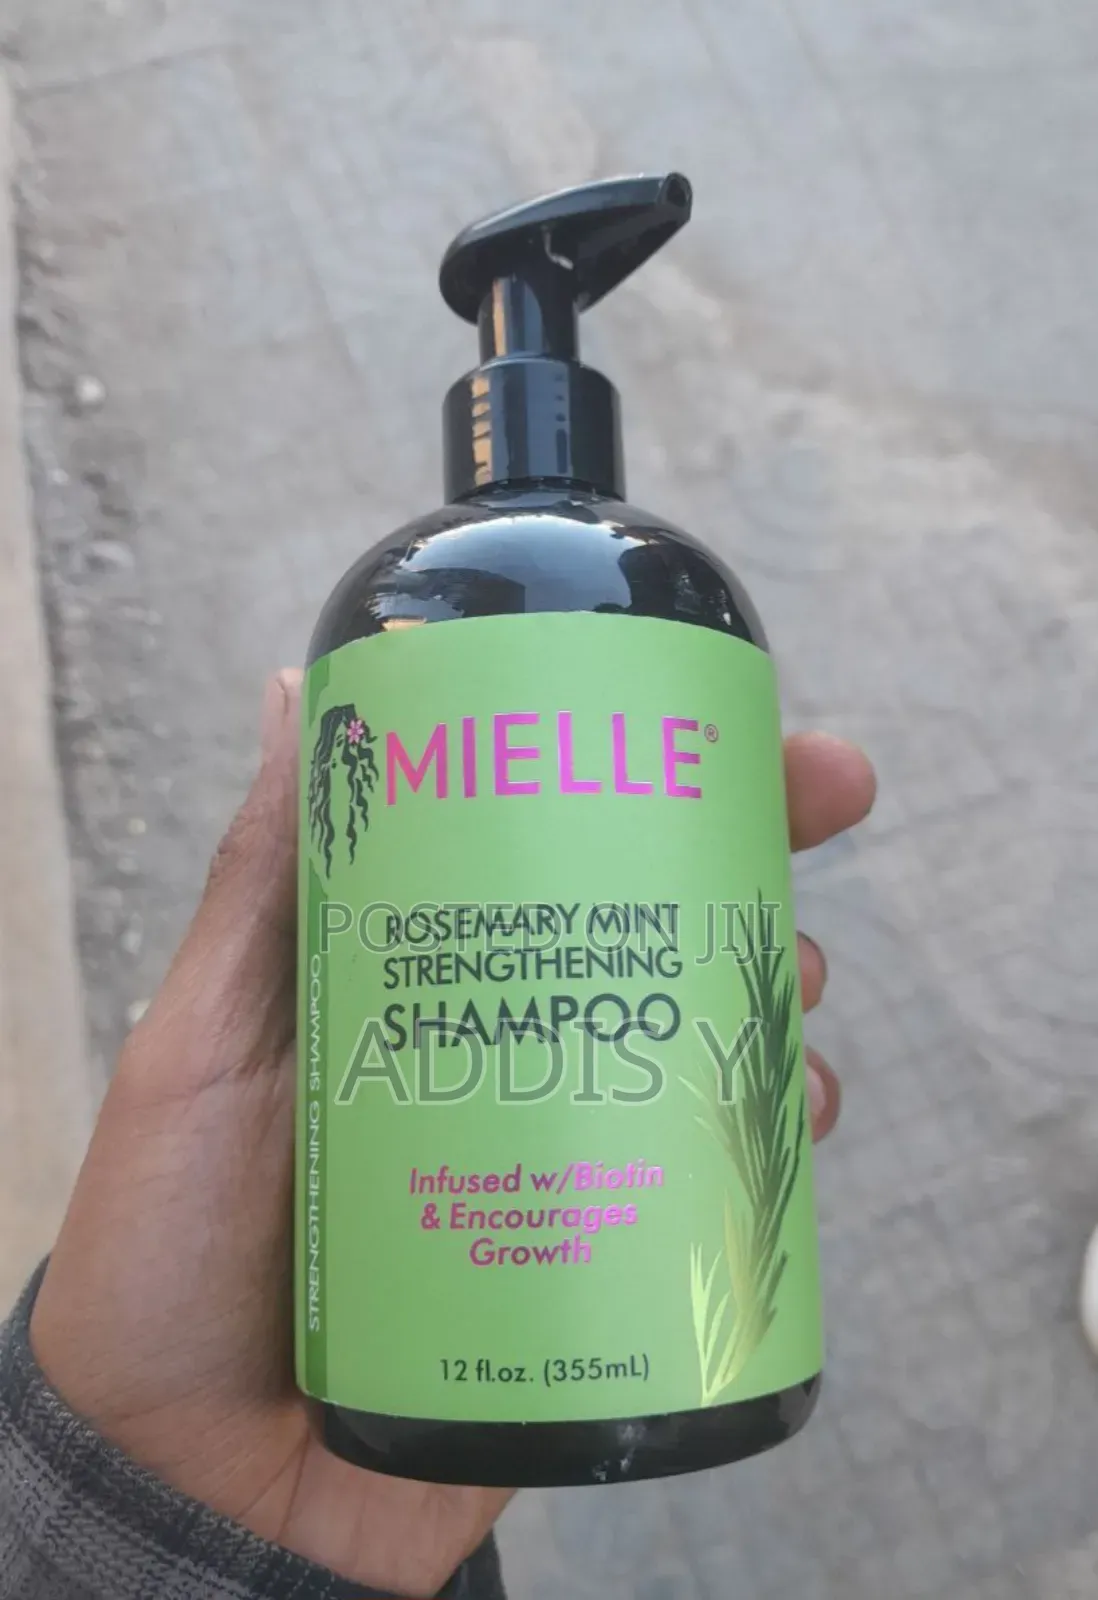 MIELLE®
ROSEMARY MINT
STRENGTHENING
SHAMPOO
Infused w/Biotin
& Encourages
Growth
12 fl.oz. (355mL)
STRENGTHENING SHAMPOO
POSTED ON JIJI
ADDIS Y